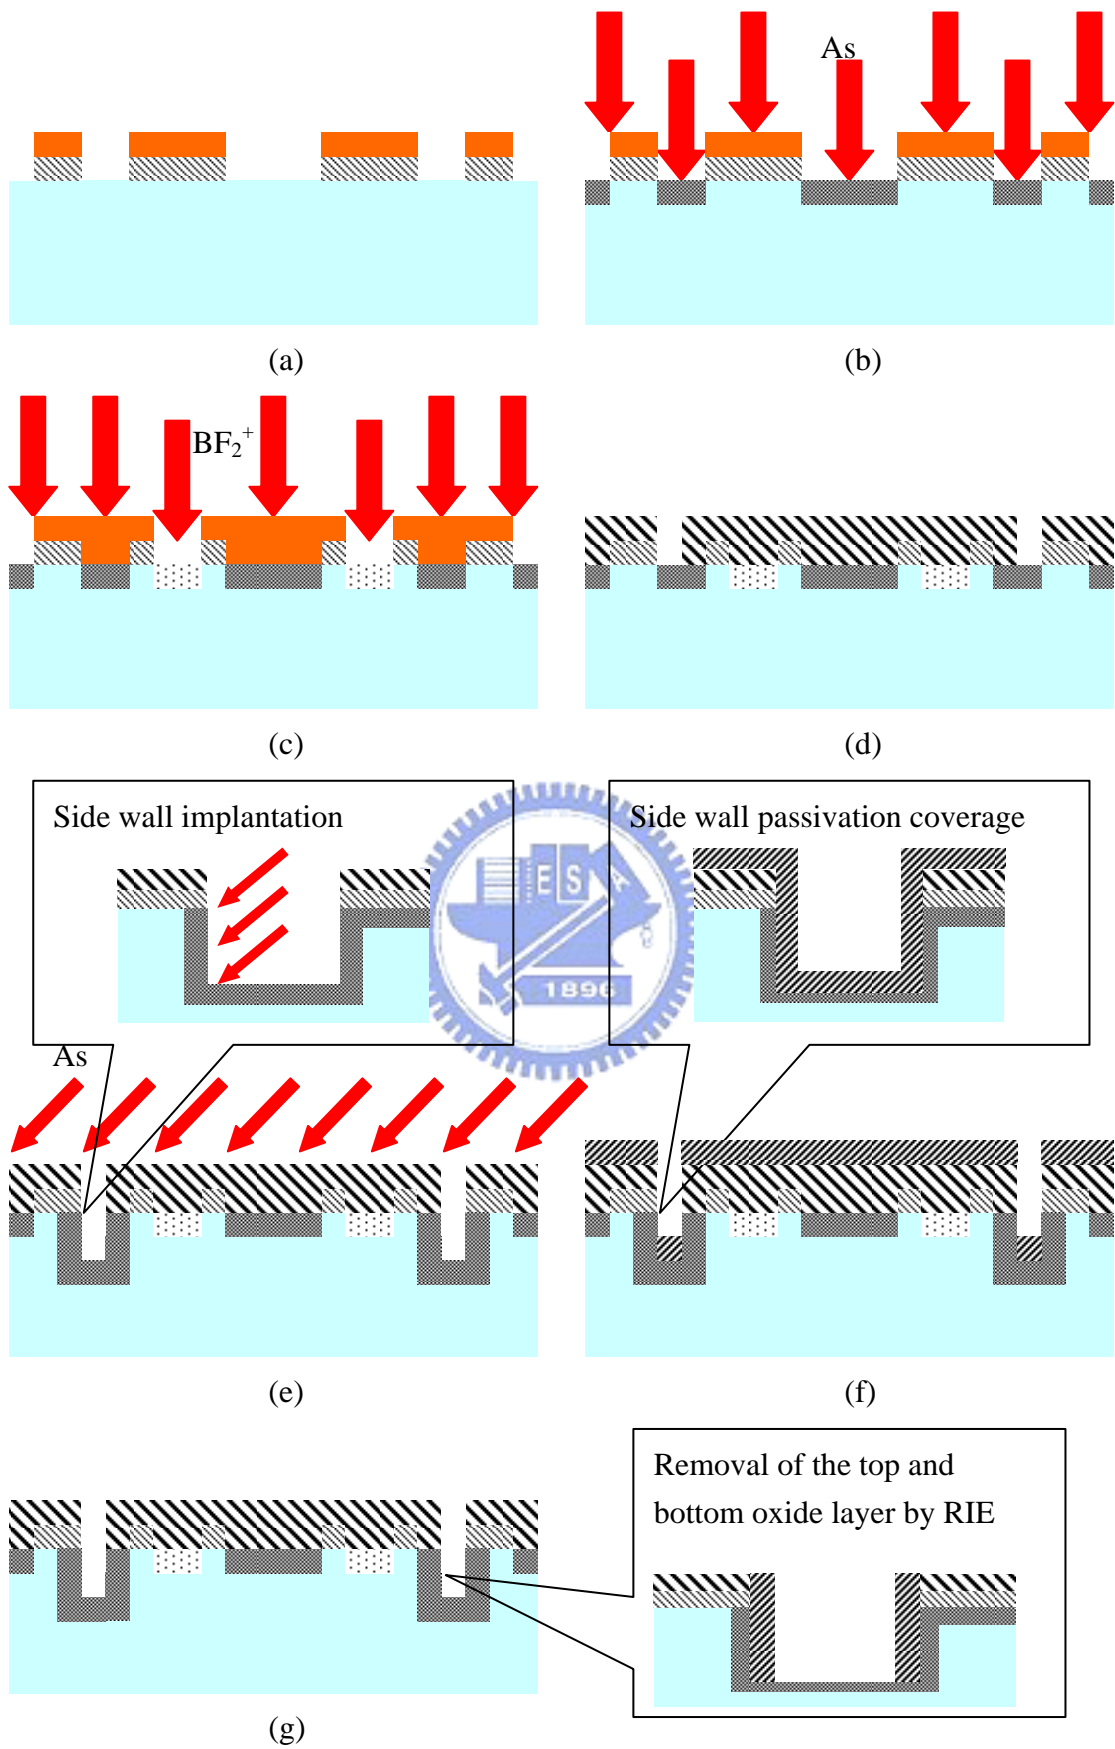 As
(a)
(b)
BF₂⁺
(c)
(d)
Side wall implantation
Side wall passivation coverage
E S
A
1896
As
(e)
(f)
Removal of the top and
bottom oxide layer by RIE
(g)